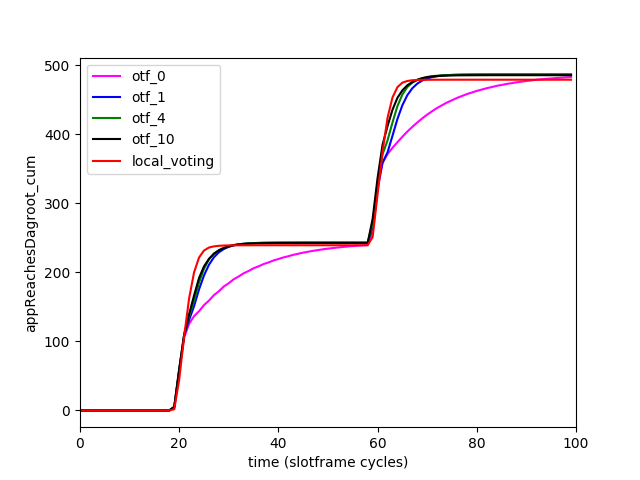 500
400
300
200
100
0
appReachesDagroot_cum
otf_0
otf_1
otf_4
otf_10
local_voting
0 20 40 60 80 100
time (slotframe cycles)